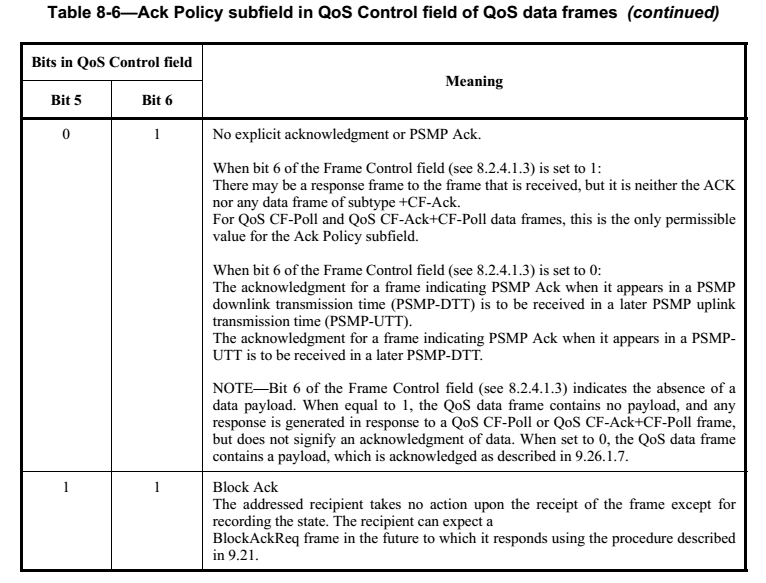 Table 8-6—Ack Policy subfield in QoS Control field of QoS data frames (continued)
Bits in QoS Control field
Meaning
Bit 5
Bit 6
0
1
No explicit acknowledgment or PSMP Ack.
When bit 6 of the Frame Control field (see 8.2.4.1.3) is set to 1:
There may be a response frame to the frame that is received, but it is neither the ACK
nor any data frame of subtype +CF-Ack.
For QoS CF-Poll and QoS CF-Ack+CF-Poll data frames, this is the only permissible
value for the Ack Policy subfield.
When bit 6 of the Frame Control field (see 8.2.4.1.3) is set to 0:
The acknowledgment for a frame indicating PSMP Ack when it appears in a PSMP
downlink transmission time (PSMP-DTT) is to be received in a later PSMP uplink
transmission time (PSMP-UTT).
The acknowledgment for a frame indicating PSMP Ack when it appears in a PSMP-
UTT is to be received in a later PSMP-DTT.
NOTE—Bit 6 of the Frame Control field (see 8.2.4.1.3) indicates the absence of a
data payload. When equal to 1, the QoS data frame contains no payload, and any
response is generated in response to a QoS CF-Poll or QoS CF-Ack+CF-Poll frame,
but does not signify an acknowledgment of data. When set to 0, the QoS data frame
contains a payload, which is acknowledged as described in 9.26.1.7.
1
1
Block Ack
The addressed recipient takes no action upon the receipt of the frame except for
recording the state. The recipient can expect a
BlockAckReq frame in the future to which it responds using the procedure described
in 9.21.